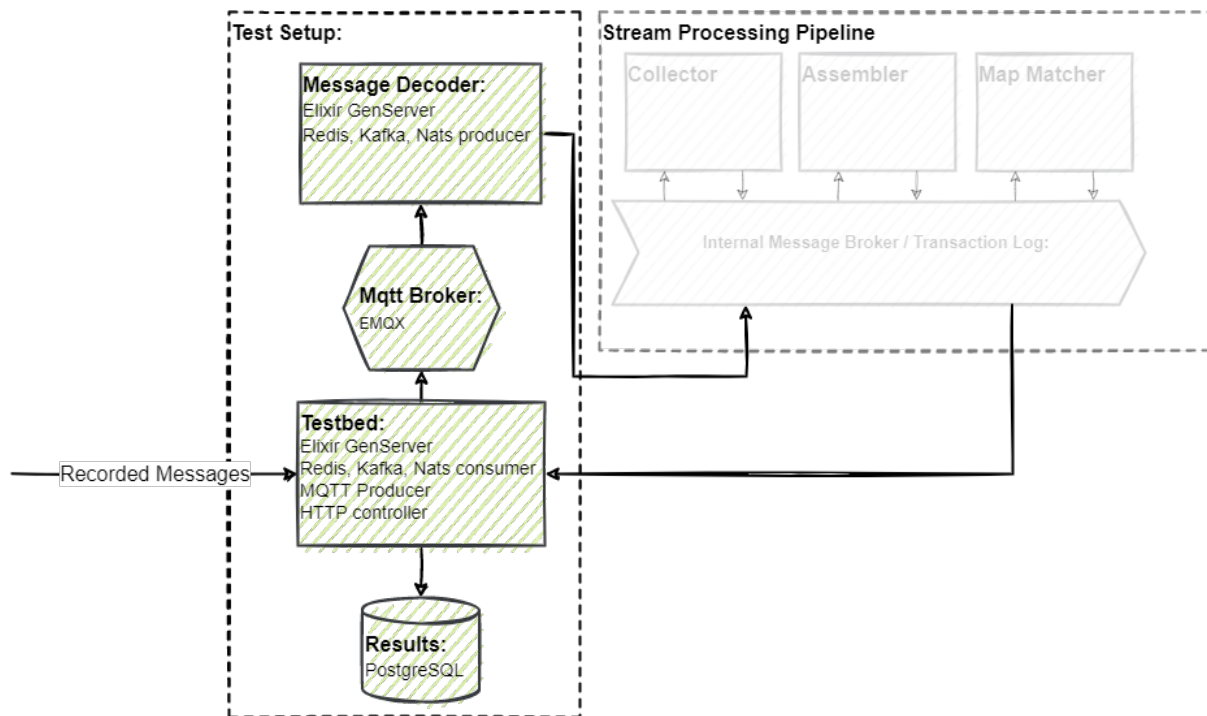 Test Setup:
Message Decoder:
Elixir GenServer
Redis, Kafka, Nats producer
Mqtt Broker:
EMQX
Testbed:
Elixir GenServer
Redis, Kafka, Nats consumer
MQTT Producer
HTTP controller
Recorded Messages
Results:
PostgreSQL
Stream Processing Pipeline
Collector
Assembler
Map Matcher
Internal Message Broker / Transaction Log: